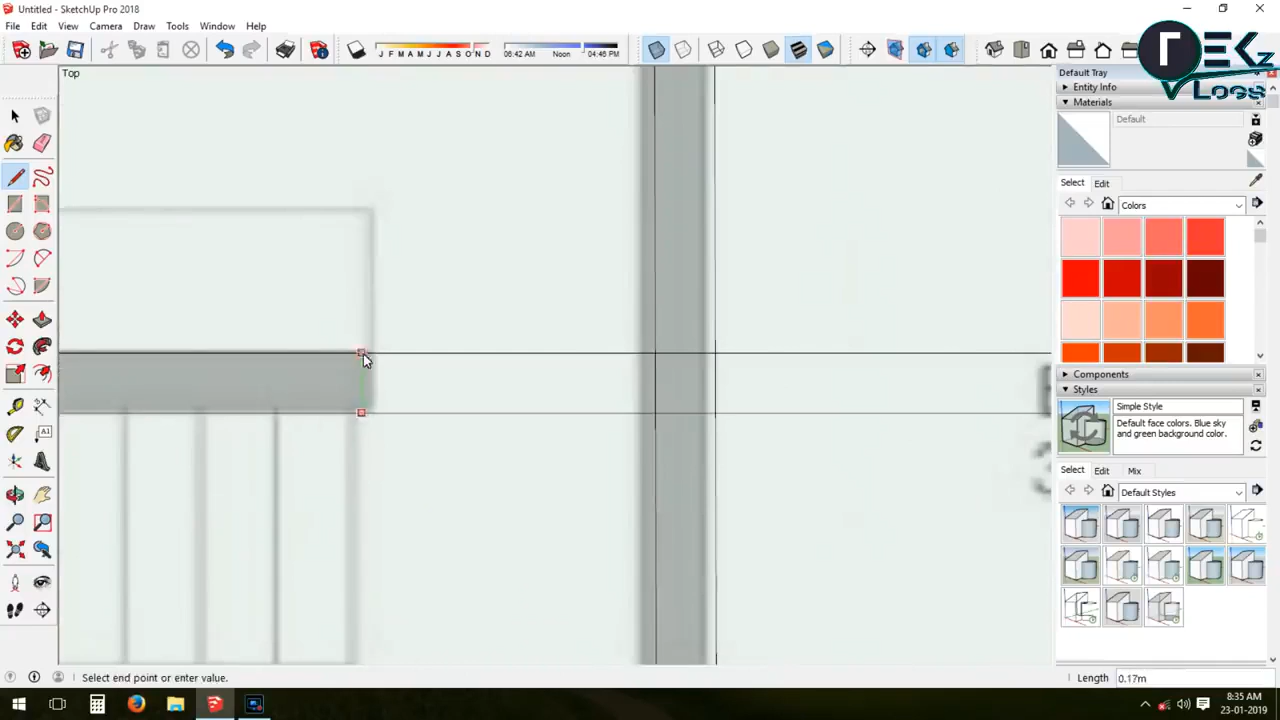 Untitled - SketchUp Pro 2018
File Edit View Camera Draw Tools Window Help
J F M A M J J A S O N D 06:42 AM Noon 04:46 PM
TEKz
VLogs
Top
Default Tray
Entity Info
Materials
Default
Select Edit
Colors
Components
Styles
Simple Style
Default face colors. Blue sky
and green background color.
Select Edit Mix
Default Styles
A1
Select end point or enter value.
Length 0.17m
8:35 AM
23-01-2019